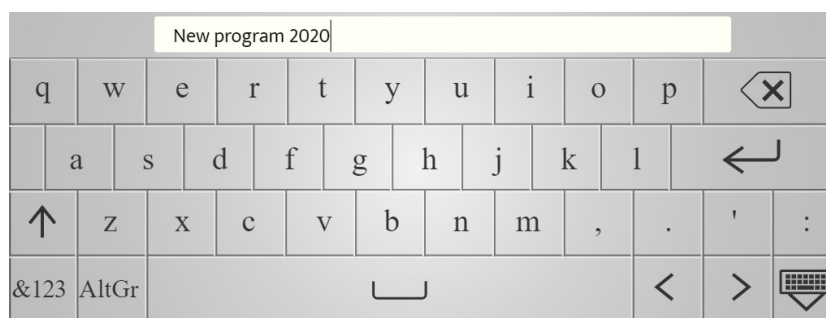 New program 2020
q w e r t y u i o p
a s d f g h j k l
z x c v b n m , . ' :
&123 AltGr < >